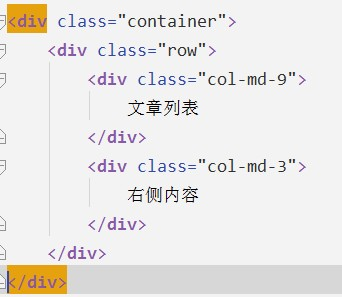 <div class="container">
    <div class="row">
        <div class="col-md-9">
            文章列表
        </div>
        <div class="col-md-3">
            右侧内容
        </div>
    </div>
</div>